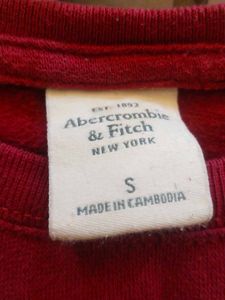 EST. 1892
Abercrombie
& Fitch
NEW YORK
S
MADE IN CAMBODIA